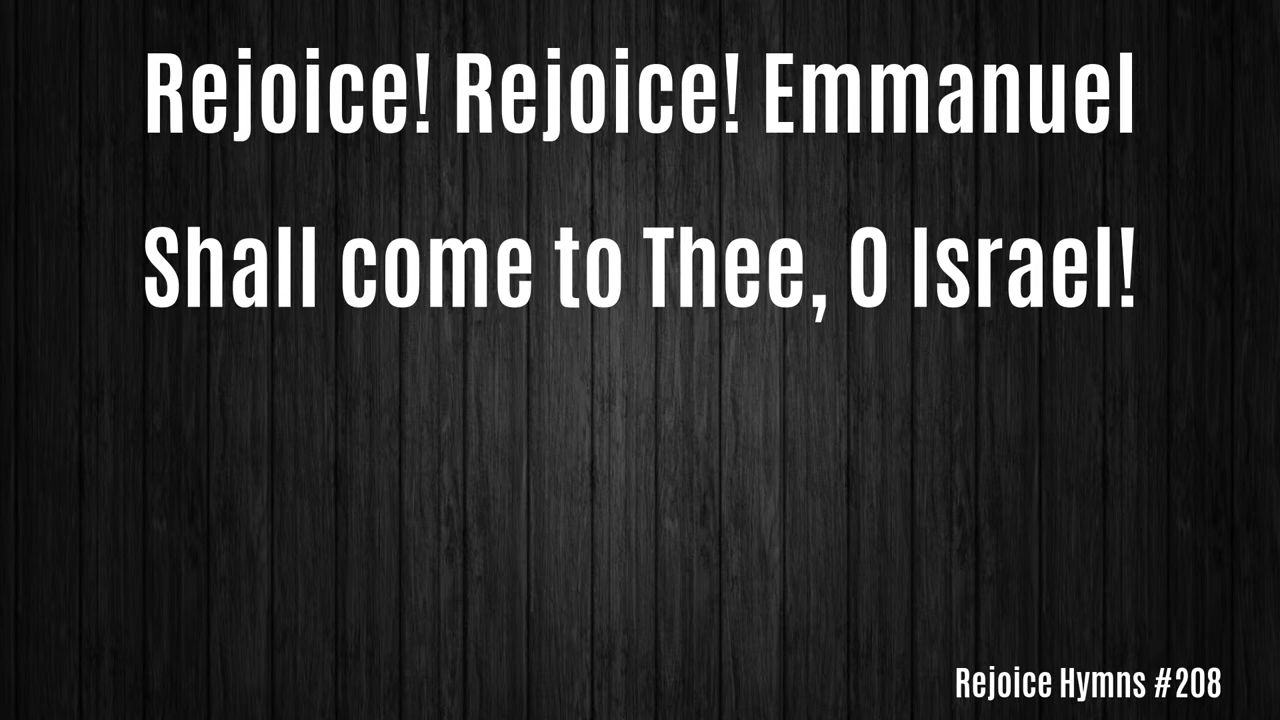 Rejoice! Rejoice! Emmanuel
Shall come to Thee, O Israel!
Rejoice Hymns #208